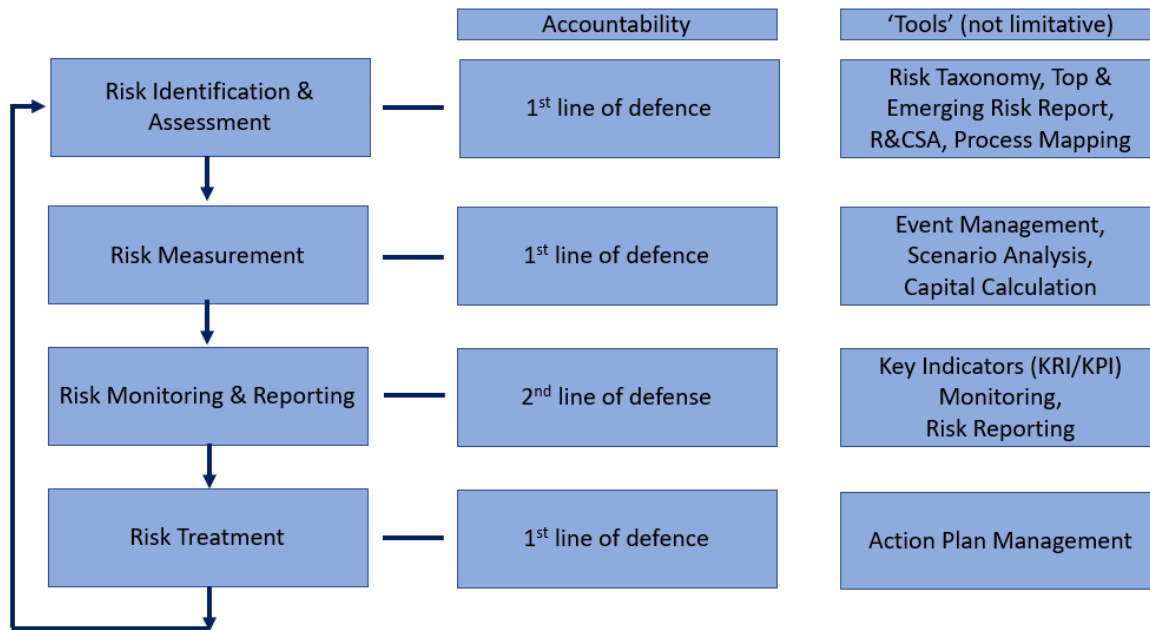 Accountability
‘Tools’ (not limitative)
Risk Identification &
Assessment
1st line of defence
Risk Taxonomy, Top &
Emerging Risk Report,
R&CSA, Process Mapping
Risk Measurement
1st line of defence
Event Management,
Scenario Analysis,
Capital Calculation
Risk Monitoring & Reporting
2nd line of defense
Key Indicators (KRI/KPI)
Monitoring,
Risk Reporting
Risk Treatment
1st line of defence
Action Plan Management